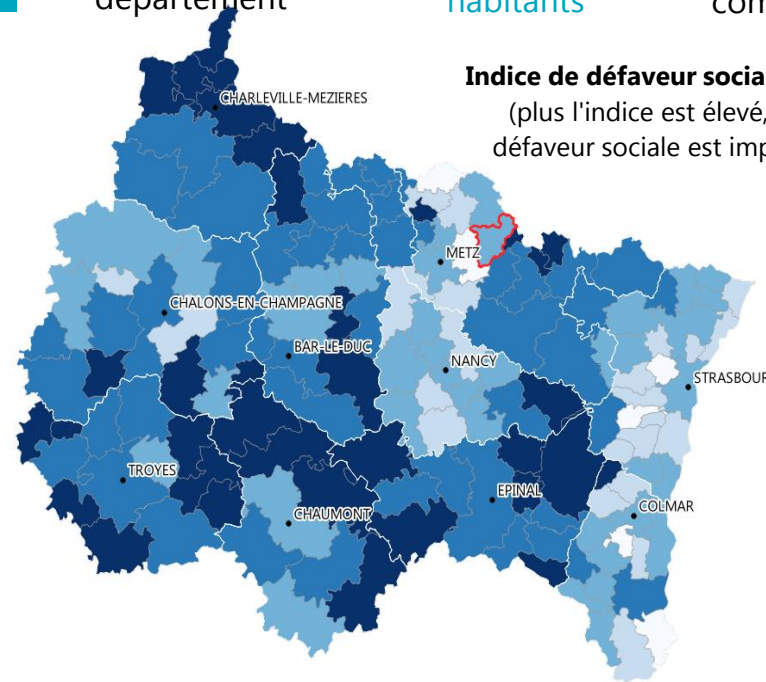 département
habitants
com
Indice de défaveur socia
(plus l'indice est élevé,
défaveur sociale est imp
CHARLEVILLE-MEZIERES
METZ
CHALONS-EN-CHAMPAGNE
BAR-LE-DUC
NANCY
STRASBOUR
TROYES
EPINAL
CHAUMONT
COLMAR